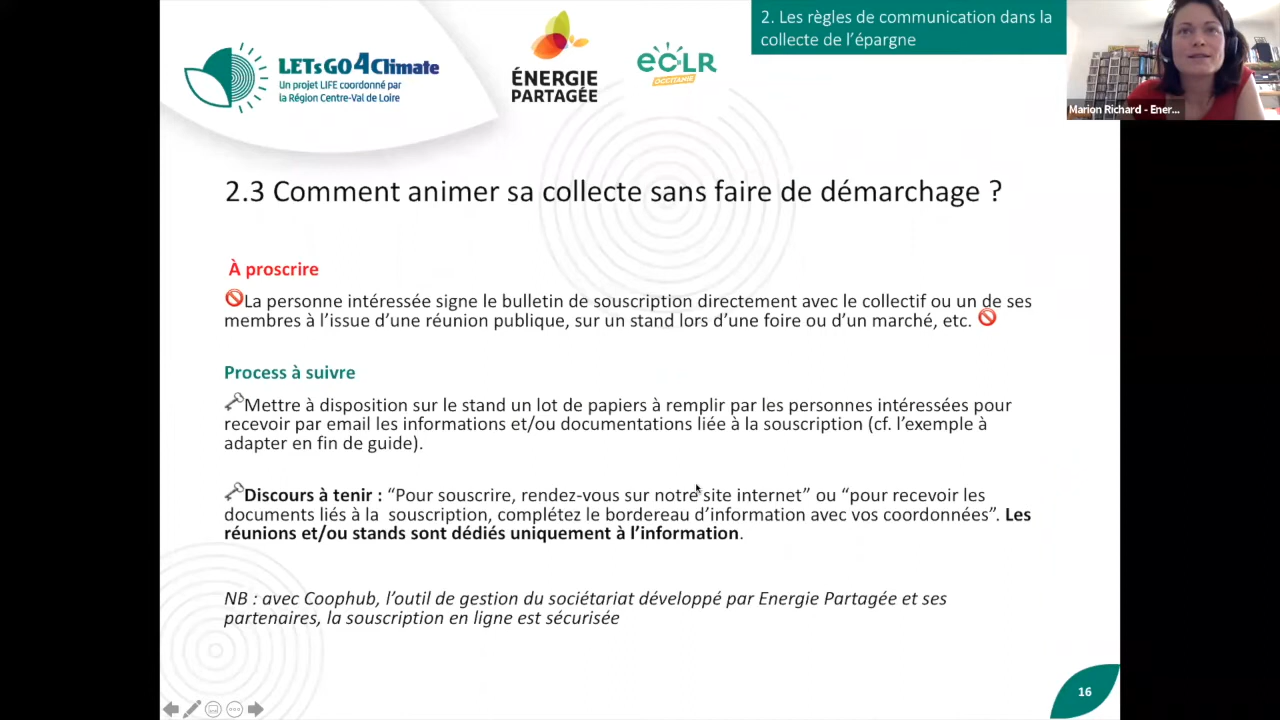 2. Les règles de communication dans la
collecte de l'épargne
LETsGO4Climate
Un projet LIFE coordonné par
la Région Centre-Val de Loire
ÉNERGIE
PARTAGÉE
ECLR
OCCITANIE
Marion Richard - Ener...
2.3 Comment animer sa collecte sans faire de démarchage ?
À proscrire
La personne intéressée signe le bulletin de souscription directement avec le collectif ou un de ses
membres à l'issue d'une réunion publique, sur un stand lors d'une foire ou d'un marché, etc.
Process à suivre
Mettre à disposition sur le stand un lot de papiers à remplir par les personnes intéressées pour
recevoir par email les informations et/ou documentations liée à la souscription (cf. l'exemple à
adapter en fin de guide).
Discours à tenir : “Pour souscrire, rendez-vous sur notre site internet” ou “pour recevoir les
documents liés à la souscription, complétez le bordereau d'information avec vos coordonnées”. Les
réunions et/ou stands sont dédiés uniquement à l'information.
NB : avec Coophub, l'outil de gestion du sociétariat développé par Energie Partagée et ses
partenaires, la souscription en ligne est sécurisée
16